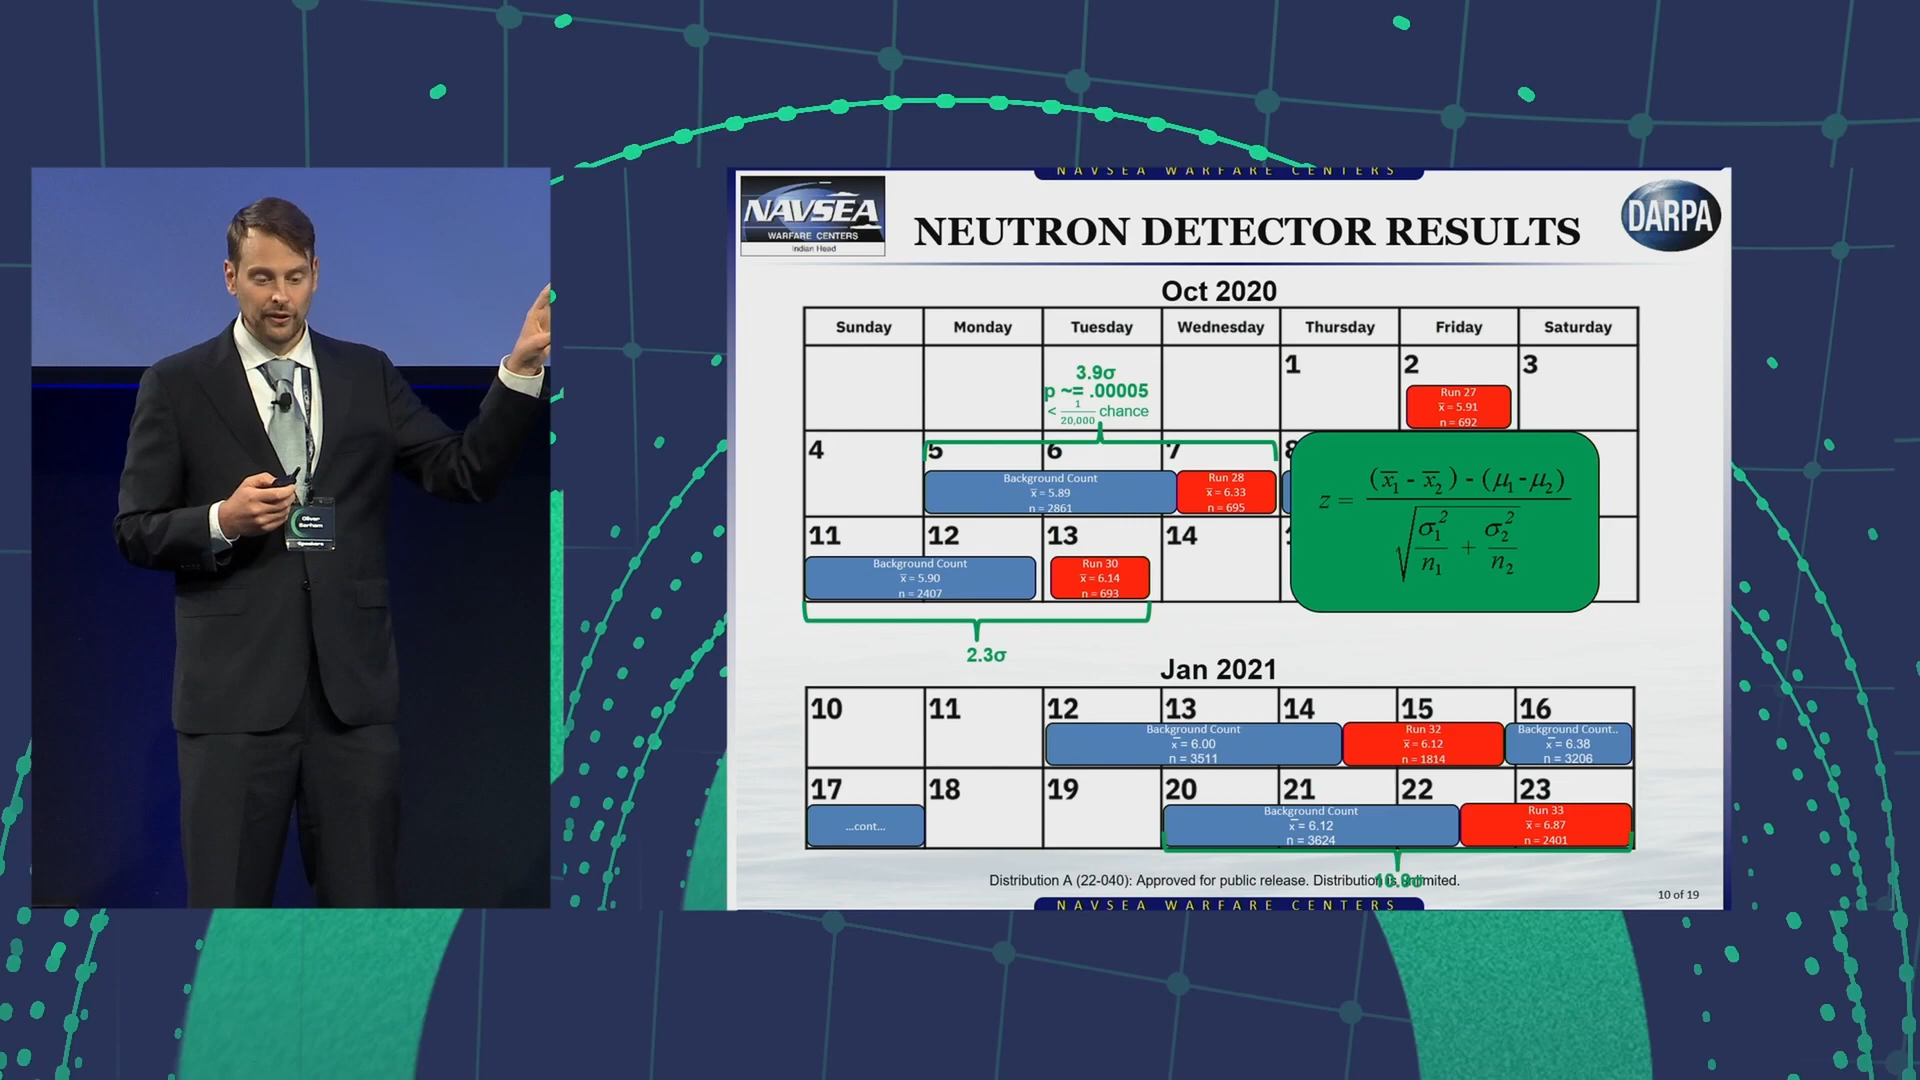 NAVSEA WARFARE CENTERS
NAVSEA
WARFARE CENTERS
Indian Head
NEUTRON DETECTOR RESULTS
DARPA
Oct 2020
Sunday Monday Tuesday Wednesday Thursday Friday Saturday
1 2 3
3.9σ
p ~= .00005
< 1/20,000 chance
Run 27
x̅ = 5.91
n = 692
4 5 6 7 8
Background Count
x̅ = 5.89
n = 2861
Run 28
x̅ = 6.33
n = 695
z = (x̅₁ - x̅₂) - (μ₁ - μ₂) / √(σ₁²/n₁ + σ₂²/n₂)
11 12 13 14
Background Count
x̅ = 5.90
n = 2407
Run 30
x̅ = 6.14
n = 693
2.3σ
Jan 2021
10 11 12 13 14 15 16
Background Count
x̅ = 6.00
n = 3511
Run 32
x̅ = 6.12
n = 1814
Background Count..
x̅ = 6.38
n = 3206
17 18 19 20 21 22 23
...cont...
Background Count
x̅ = 6.12
n = 3624
Run 33
x̅ = 6.87
n = 2401
Distribution A (22-040): Approved for public release. Distribution is unlimited.
10 of 19
NAVSEA WARFARE CENTERS
Oliver
Barham
Speakers